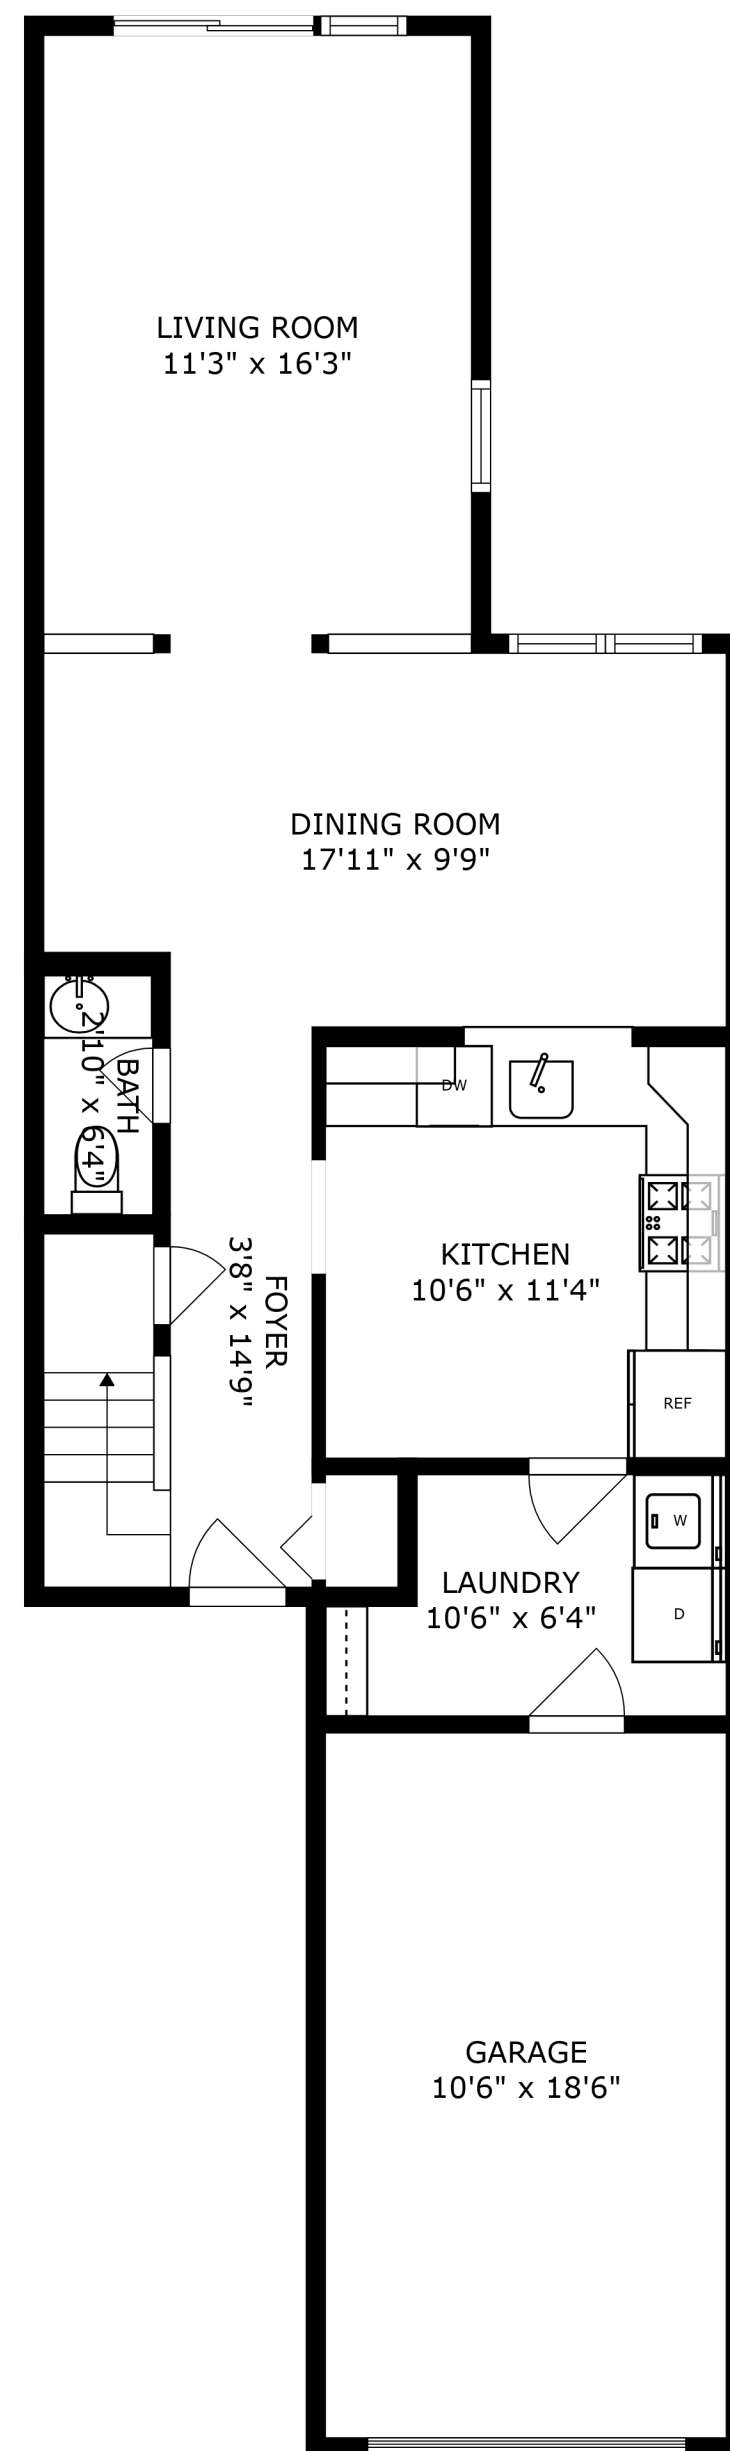 LIVING ROOM
11'3" x 16'3"
DINING ROOM
17'11" x 9'9"
BATH
2'10" x 6'4"
DW
KITCHEN
10'6" x 11'4"
FOYER
3'8" x 14'9"
REF
W
LAUNDRY
10'6" x 6'4"
D
GARAGE
10'6" x 18'6"